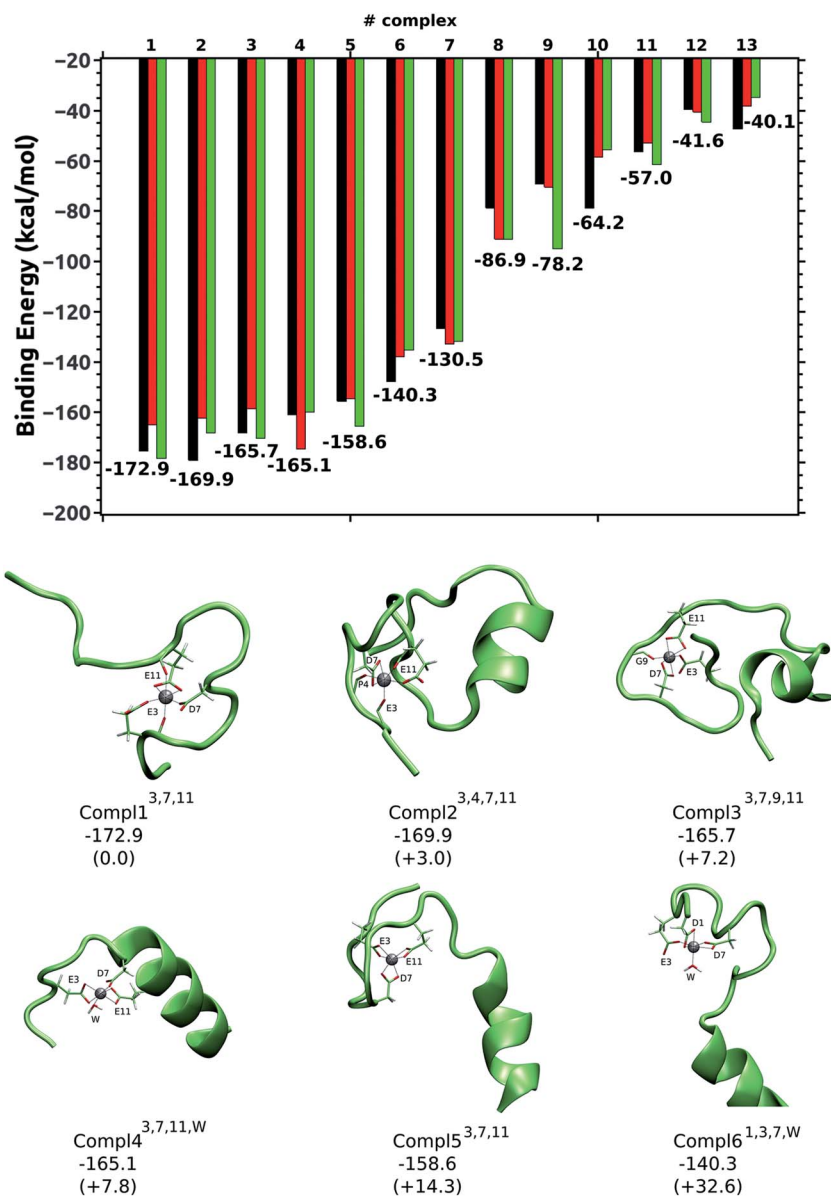 # complex
1 2 3 4 5 6 7 8 9 10 11 12 13
Binding Energy (kcal/mol)
−20
−40
−60
−80
−100
−120
−140
−160
−180
−200
-172.9
-169.9
-165.7
-165.1
-158.6
-140.3
-130.5
-86.9
-78.2
-64.2
-57.0
-41.6
-40.1
E11
E3
D7
D7
E11
P4
E3
E11
G9
D7
E3
Compl1 3,7,11
-172.9
(0.0)
Compl2 3,4,7,11
-169.9
(+3.0)
Compl3 3,7,9,11
-165.7
(+7.2)
E3
D7
W
E11
E3
E11
D7
D1
E3
D7
W
Compl4 3,7,11,W
-165.1
(+7.8)
Compl5 3,7,11
-158.6
(+14.3)
Compl6 1,3,7,W
-140.3
(+32.6)